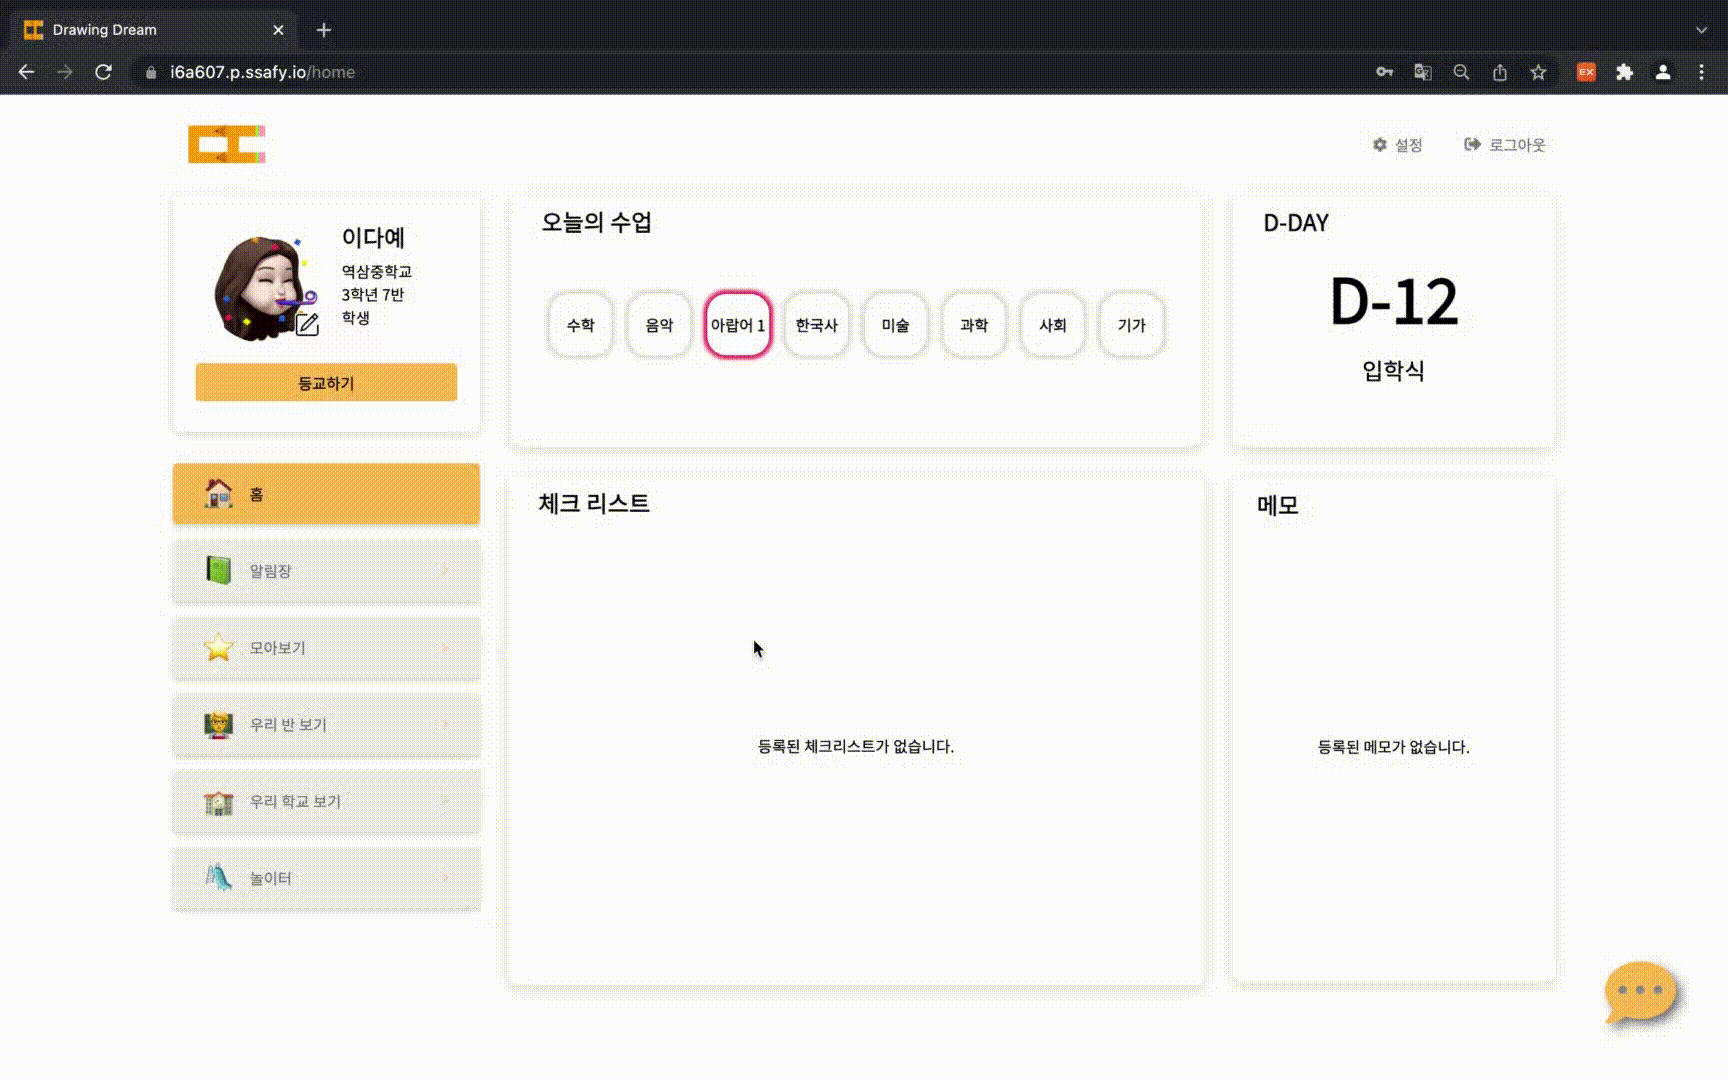 Drawing Dream
i6a607.p.ssafy.io/home
EX
설정
로그아웃
이다예
역삼중학교
3학년 7반
학생
등교하기
홈
알림장
모아보기
우리 반 보기
우리 학교 보기
놀이터
오늘의 수업
수학
음악
아랍어 1
한국사
미술
과학
사회
기가
D-DAY
D-12
입학식
체크 리스트
등록된 체크리스트가 없습니다.
메모
등록된 메모가 없습니다.